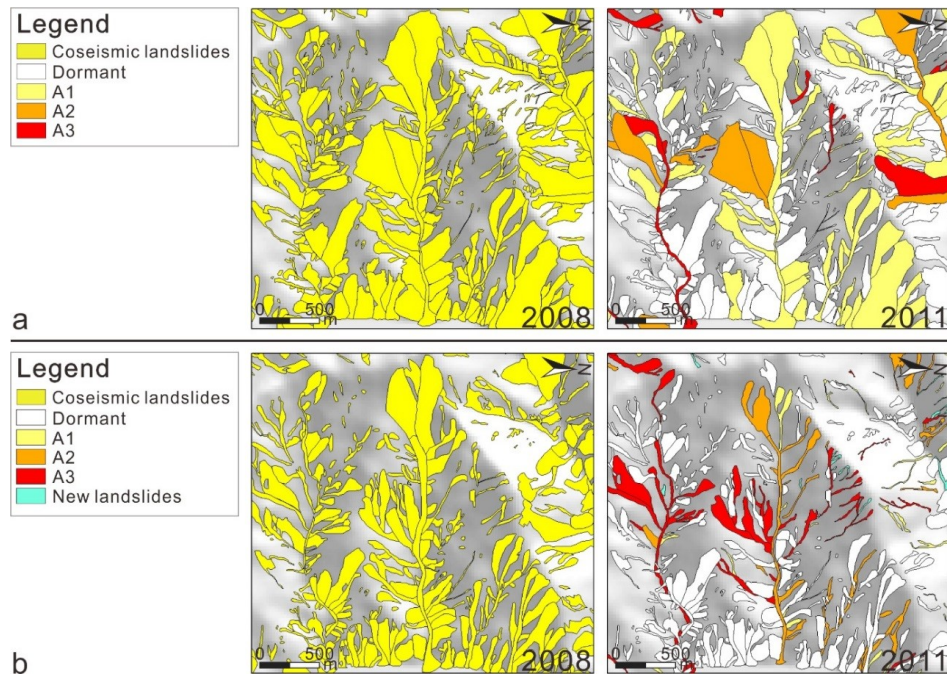 Legend
Coseismic landslides
Dormant
A1
A2
A3
a
0 500
m
2008
N
0 500
m
2011
Legend
Coseismic landslides
Dormant
A1
A2
A3
New landslides
b
0 500
m
2008
N
0 500
m
2011